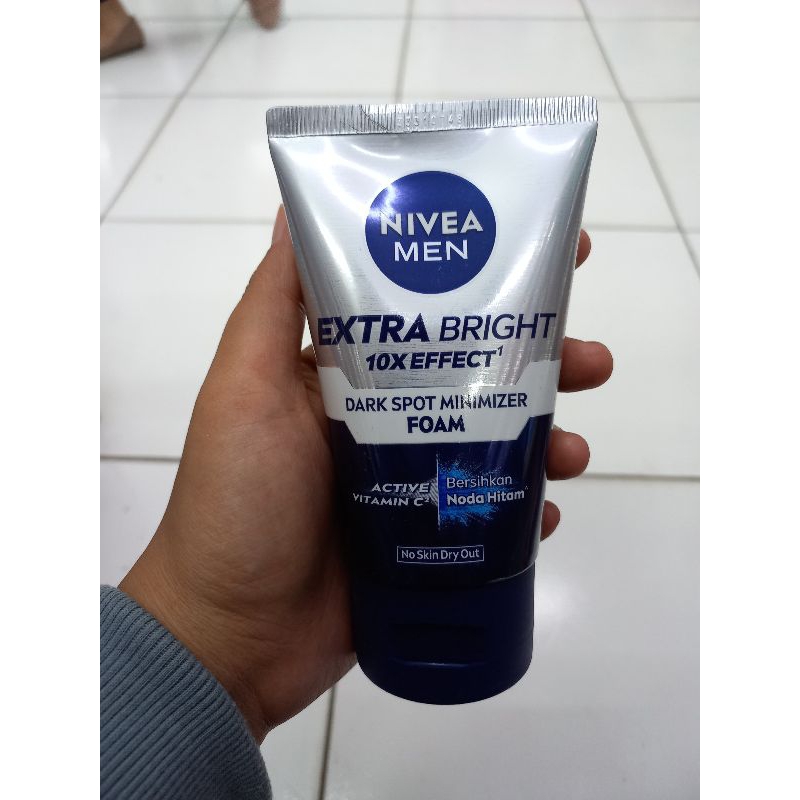 NIVEA
MEN
EXTRA BRIGHT
10X EFFECT¹
DARK SPOT MINIMIZER
FOAM
ACTIVE
VITAMIN C²
Bersihkan
Noda Hitam^
No Skin Dry Out